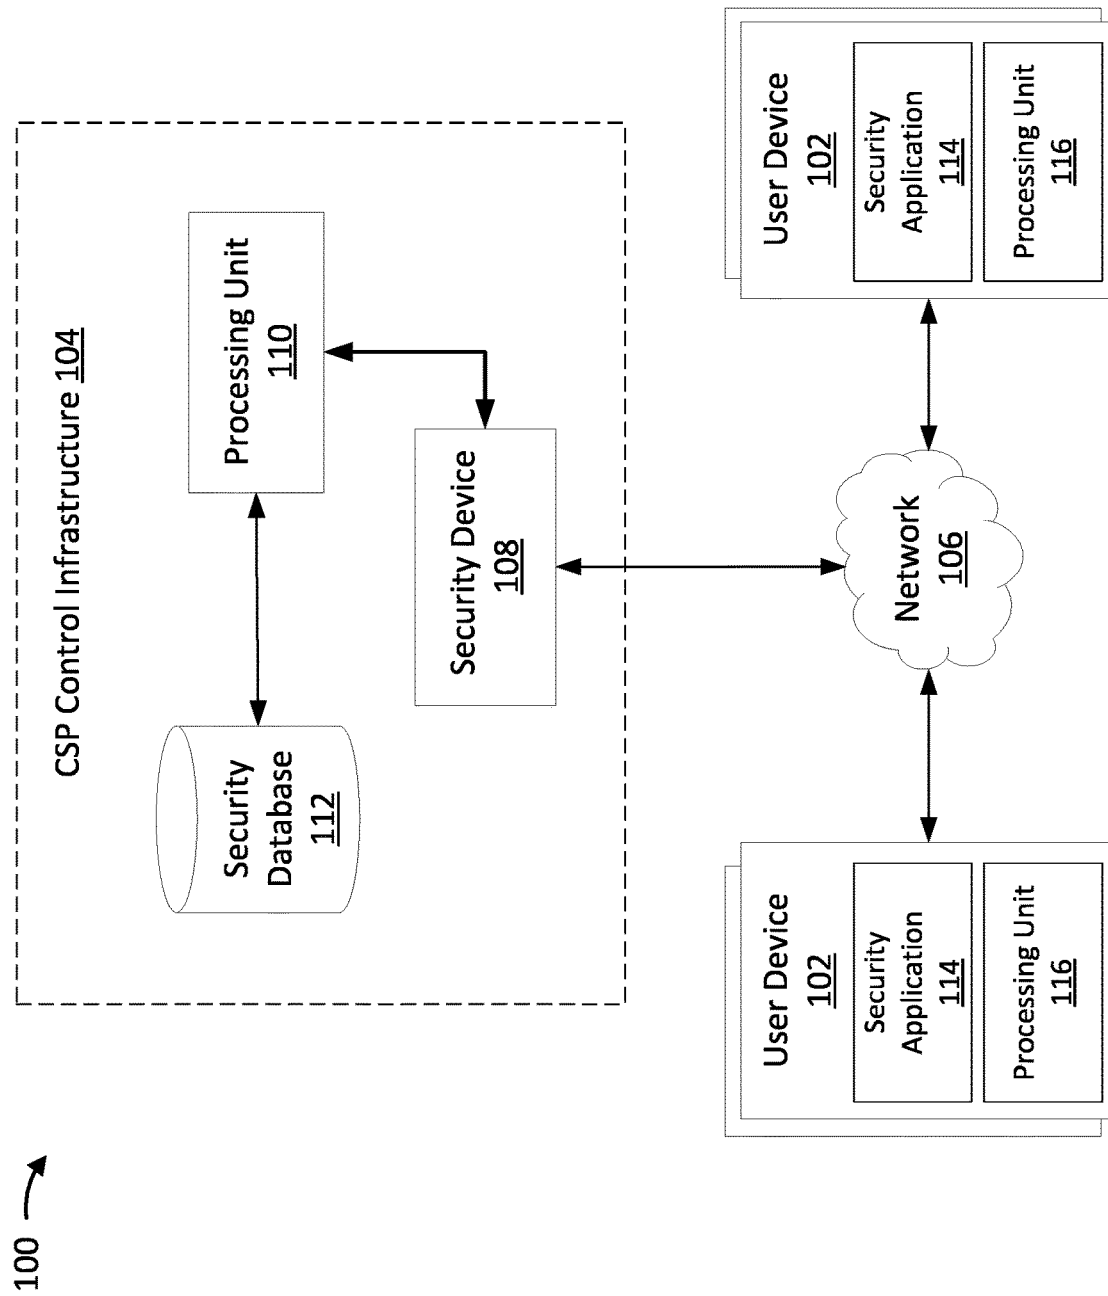 100
CSP Control Infrastructure 104
Security
Database
112
Processing Unit
110
Security Device
108
User Device
102
Security
Application
114
Processing Unit
116
Network
106
User Device
102
Security
Application
114
Processing Unit
116